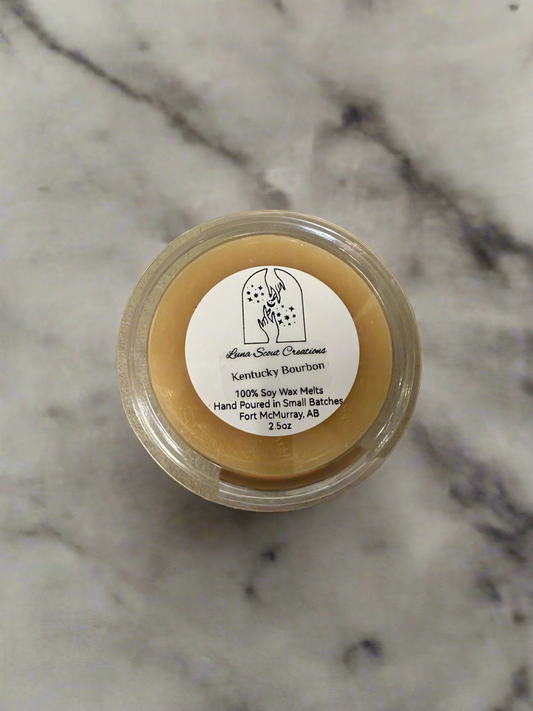 Luna Scout Creations
Kentucky Bourbon
100% Soy Wax Melts
Hand Poured in Small Batches
Fort McMurray, AB
2.5oz